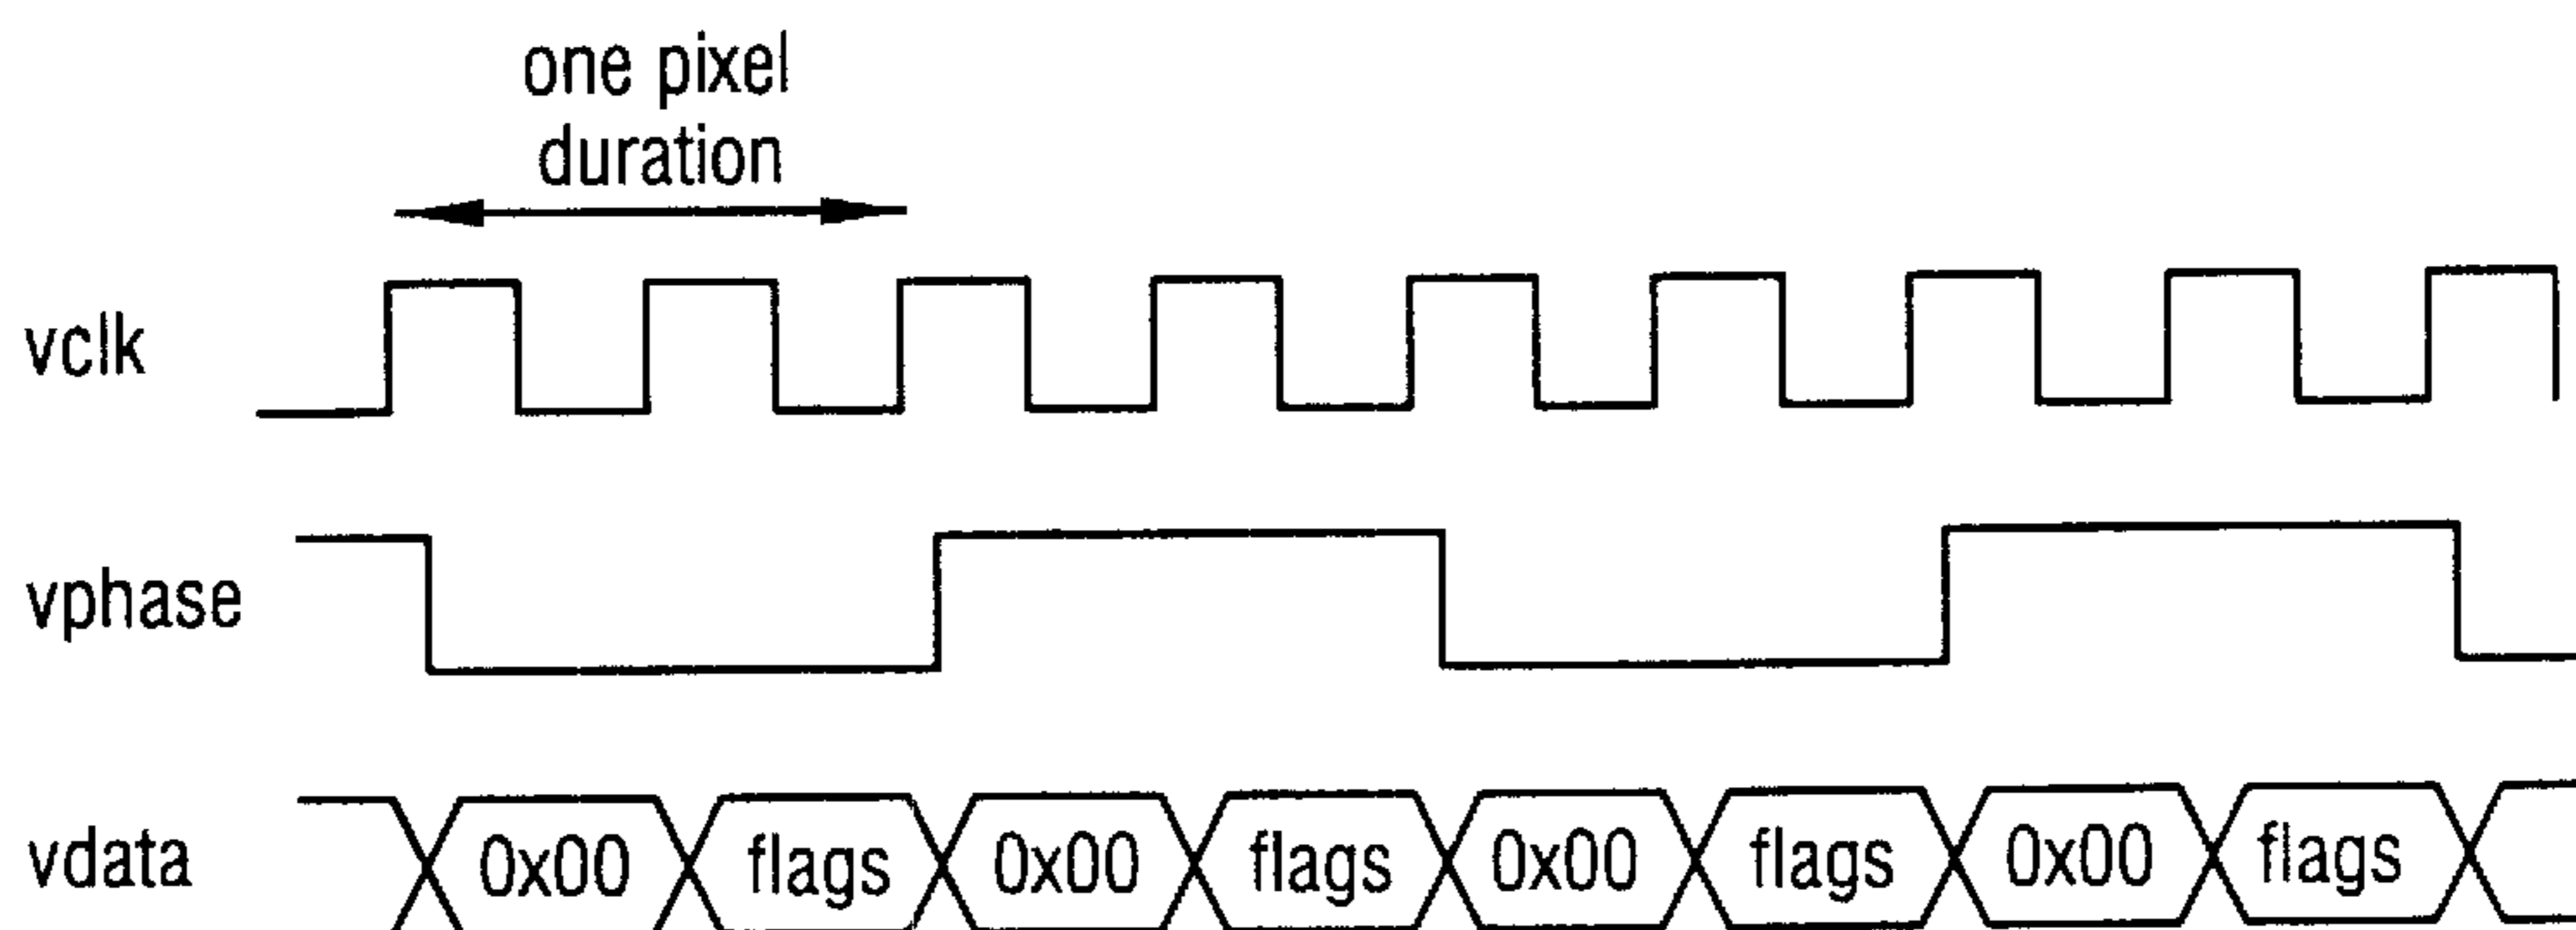 one pixel
duration
vclk
vphase
vdata 0x00 flags 0x00 flags 0x00 flags 0x00 flags